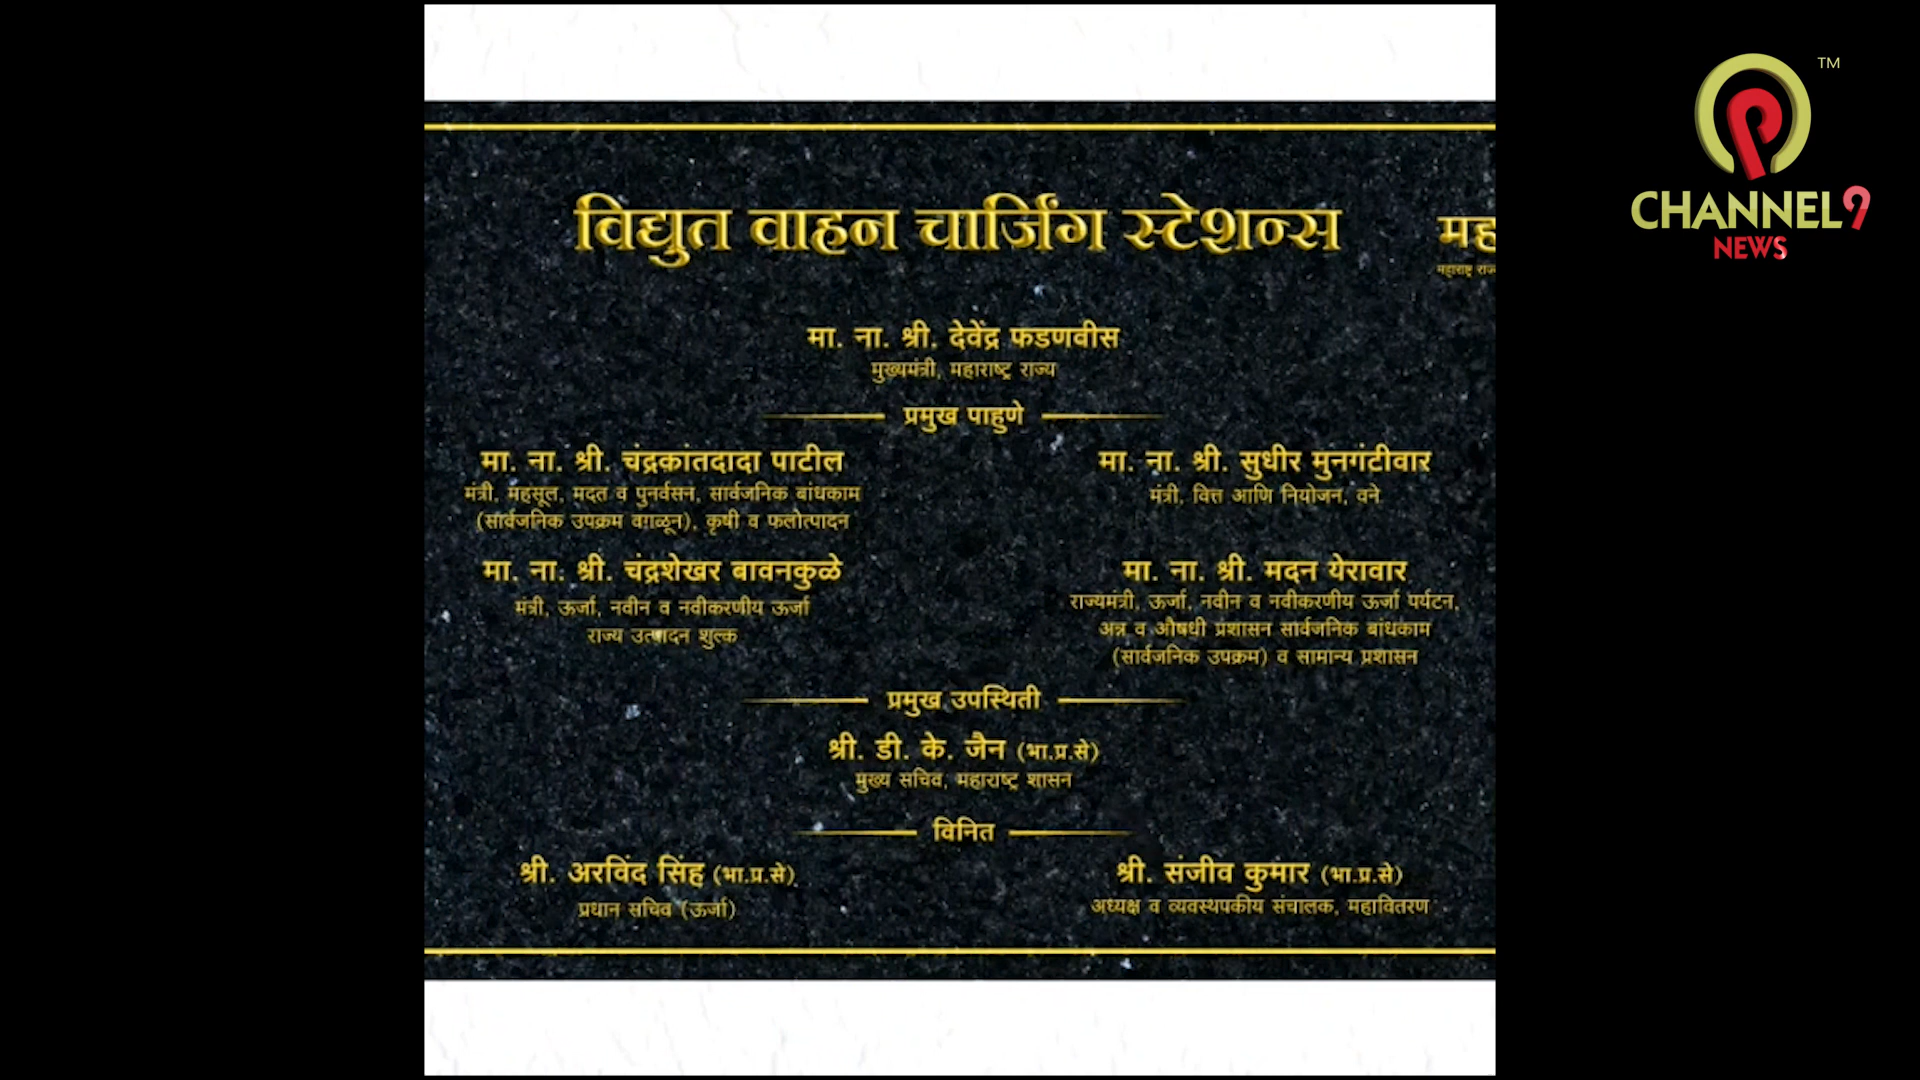 विद्युत वाहन चार्जिंग स्टेशन्स
मह
महाराष्ट्र राज्य
मा. ना. श्री. देवेंद्र फडणवीस
मुख्यमंत्री, महाराष्ट्र राज्य
प्रमुख पाहुणे
मा. ना. श्री. चंद्रकांतदादा पाटील
मंत्री, महसूल, मदत व पुनर्वसन, सार्वजनिक बांधकाम
(सार्वजनिक उपक्रम वगळून), कृषी व फलोत्पादन
मा. ना. श्री. सुधीर मुनगंटीवार
मंत्री, वित्त आणि नियोजन, वने
मा. ना. श्री. चंद्रशेखर बावनकुळे
मंत्री, ऊर्जा, नवीन व नवीकरणीय ऊर्जा
राज्य उत्पादन शुल्क
मा. ना. श्री. मदन येरावार
राज्यमंत्री, ऊर्जा, नवीन व नवीकरणीय ऊर्जा पर्यटन,
अन्न व औषधी प्रशासन सार्वजनिक बांधकाम
(सार्वजनिक उपक्रम) व सामान्य प्रशासन
प्रमुख उपस्थिती
श्री. डी. के. जैन (भा.प्र.से)
मुख्य सचिव, महाराष्ट्र शासन
विनित
श्री. अरविंद सिंह (भा.प्र.से)
प्रधान सचिव (ऊर्जा)
श्री. संजीव कुमार (भा.प्र.से)
अध्यक्ष व व्यवस्थपकीय संचालक, महावितरण
TM
CHANNEL9
NEWS